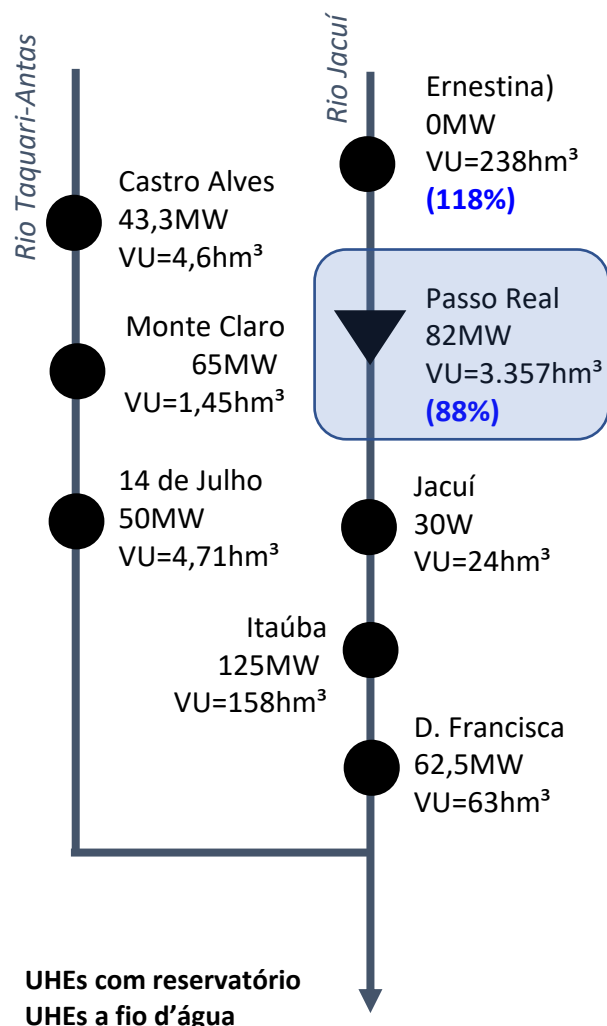 Rio Taquari-Antas
Castro Alves
43,3MW
VU=4,6hm³
Monte Claro
65MW
VU=1,45hm³
14 de Julho
50MW
VU=4,71hm³
Rio Jacuí
Ernestina)
0MW
VU=238hm³
(118%)
Passo Real
82MW
VU=3.357hm³
(88%)
Jacuí
30W
VU=24hm³
Itaúba
125MW
VU=158hm³
D. Francisca
62,5MW
VU=63hm³
UHEs com reservatório
UHEs a fio d’água